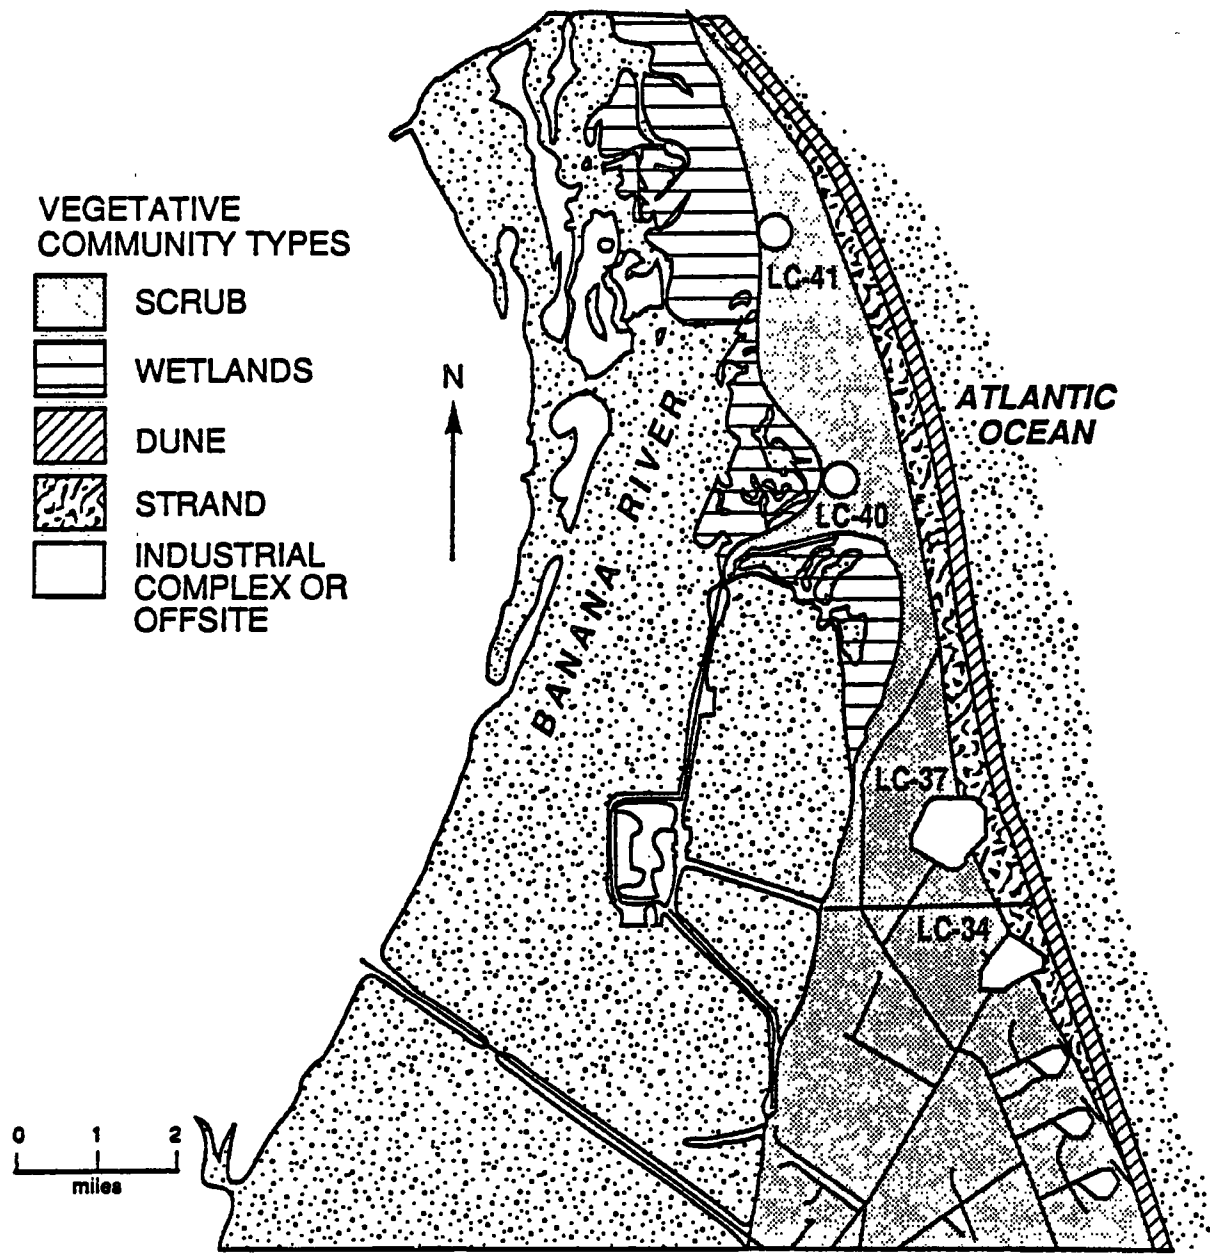 VEGETATIVE
COMMUNITY TYPES
SCRUB
WETLANDS
DUNE
STRAND
INDUSTRIAL
COMPLEX OR
OFFSITE
N
LC-41
ATLANTIC
OCEAN
LC-40
BANANA RIVER
LC-37
LC-34
0 1 2
miles